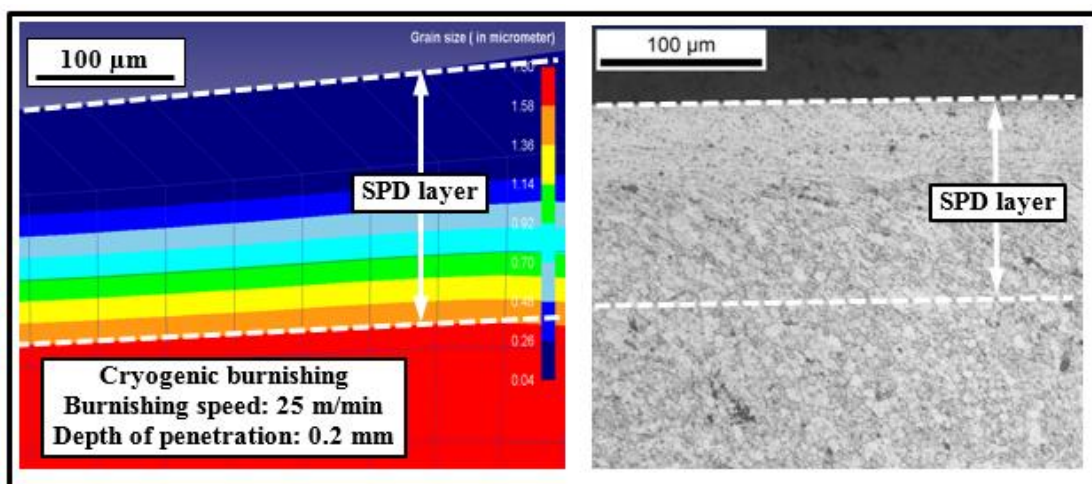 Grain size ( in micrometer)
100 µm
1.80
1.58
1.36
1.14
0.92
0.70
0.48
0.26
0.04
SPD layer
Cryogenic burnishing
Burnishing speed: 25 m/min
Depth of penetration: 0.2 mm
100 µm
SPD layer